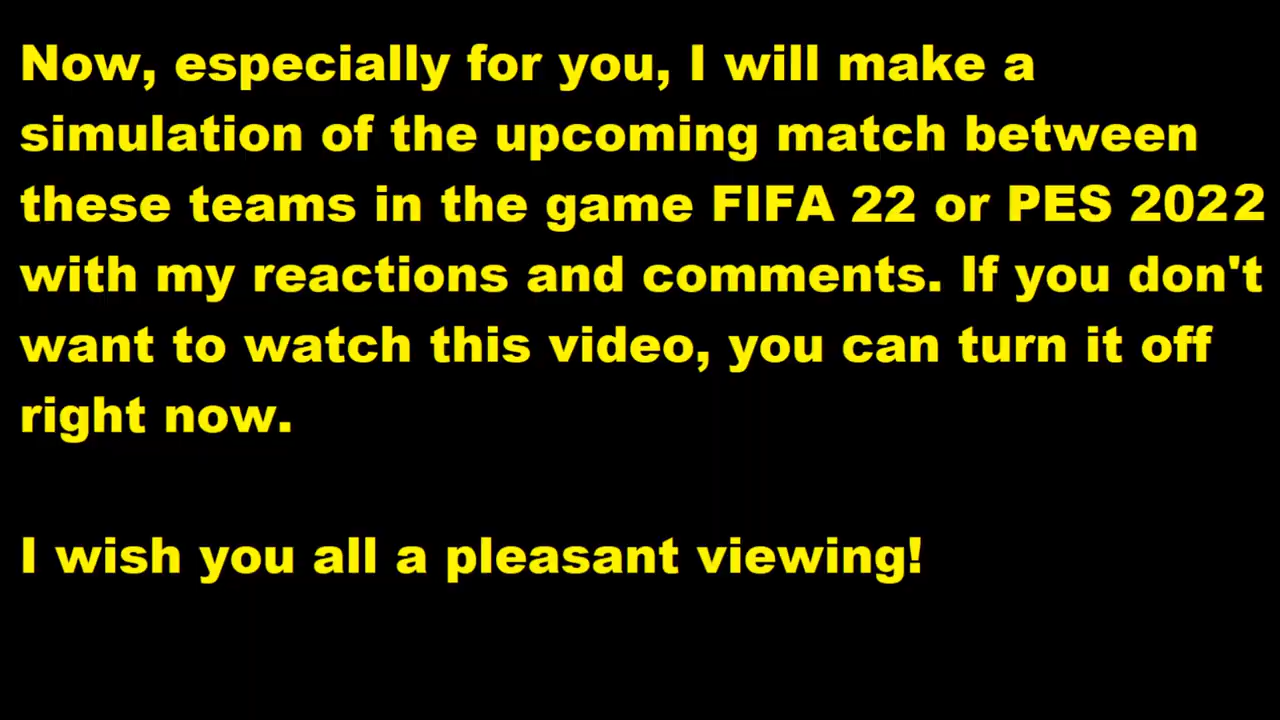 Now, especially for you, I will make a
simulation of the upcoming match between
these teams in the game FIFA 22 or PES 2022
with my reactions and comments. If you don't
want to watch this video, you can turn it off
right now.
I wish you all a pleasant viewing!